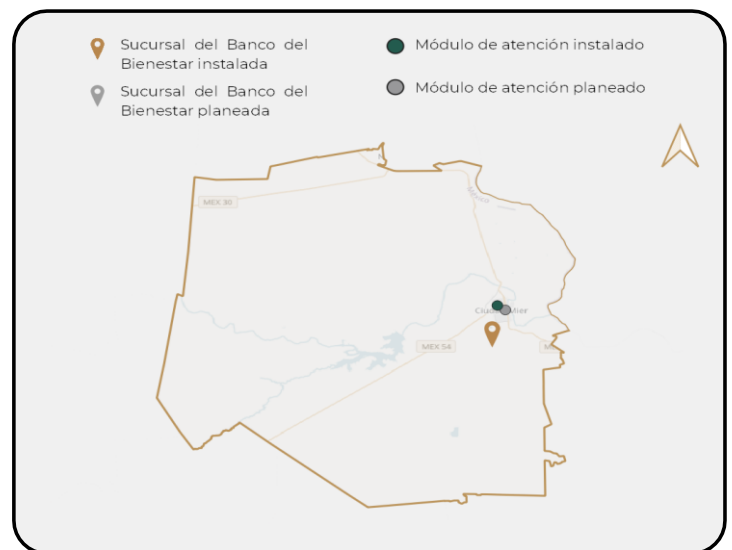 Sucursal del Banco del
Bienestar instalada
Sucursal del Banco del
Bienestar planeada
Módulo de atención instalado
Módulo de atención planeado
MEX 30
México
MEX 54